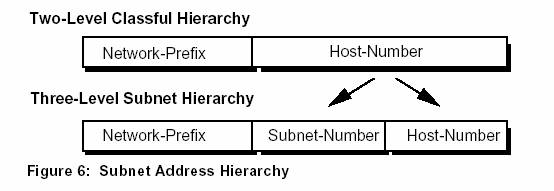 Two-Level Classful Hierarchy
Network-Prefix Host-Number
Three-Level Subnet Hierarchy
Network-Prefix Subnet-Number Host-Number
Figure 6: Subnet Address Hierarchy